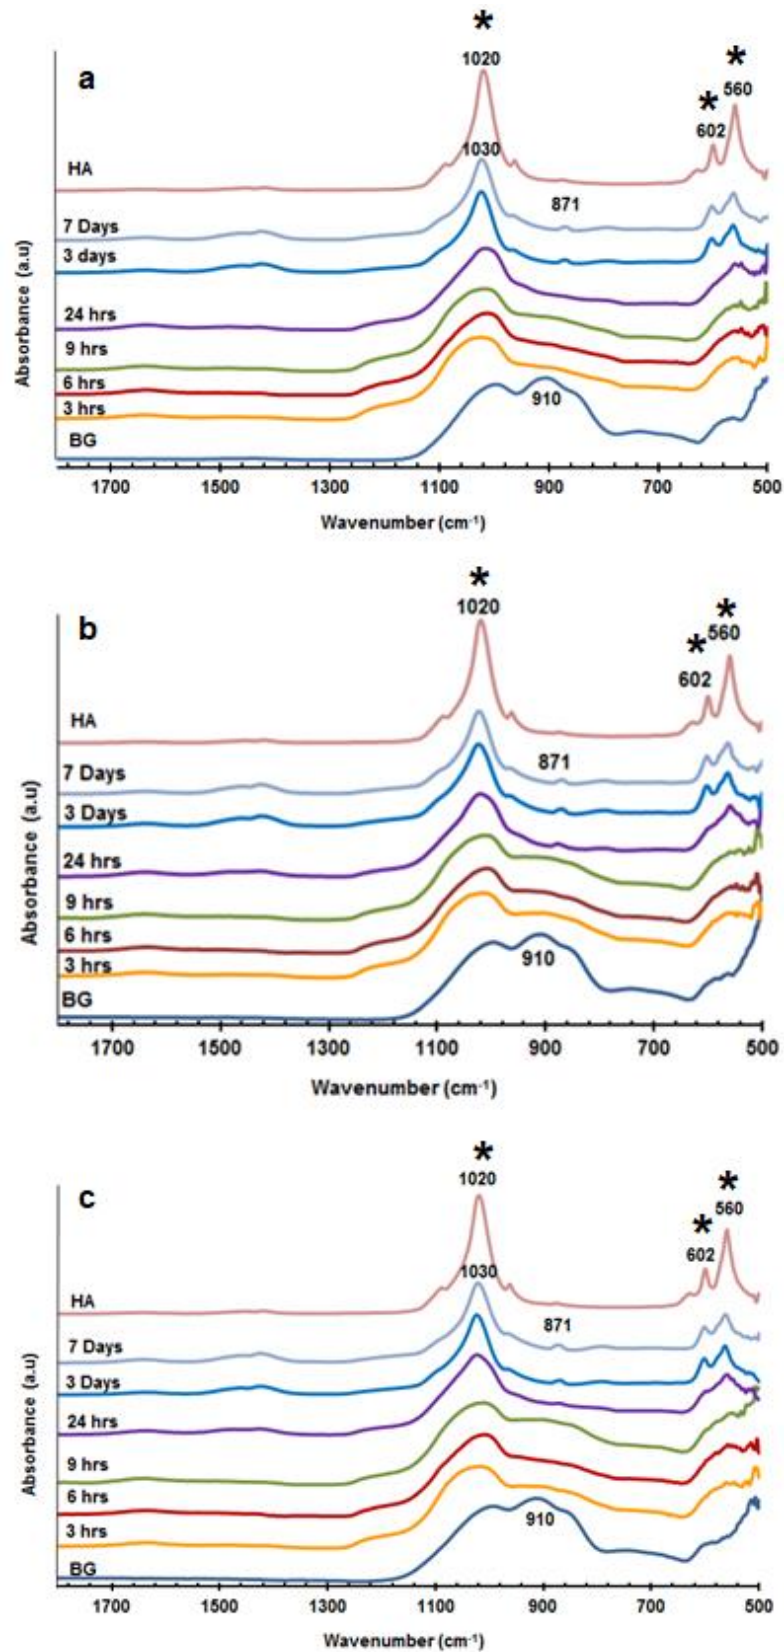 *
*
a
1020
*
560
602
1030
HA
871
7 Days
3 days
24 hrs
9 hrs
6 hrs
3 hrs
910
BG
Absorbance (a.u)
1700 1500 1300 1100 900 700 500
Wavenumber (cm-1)
*
*
b
1020
*
560
602
HA
871
7 Days
3 Days
24 hrs
9 hrs
6 hrs
3 hrs
910
BG
Absorbance (a.u)
1700 1500 1300 1100 900 700 500
Wavenumber (cm-1)
*
*
c
1020
*
560
602
1030
HA
871
7 Days
3 Days
24 hrs
9 hrs
6 hrs
3 hrs
910
BG
Absorbance (a.u)
1700 1500 1300 1100 900 700 500
Wavenumber (cm-1)